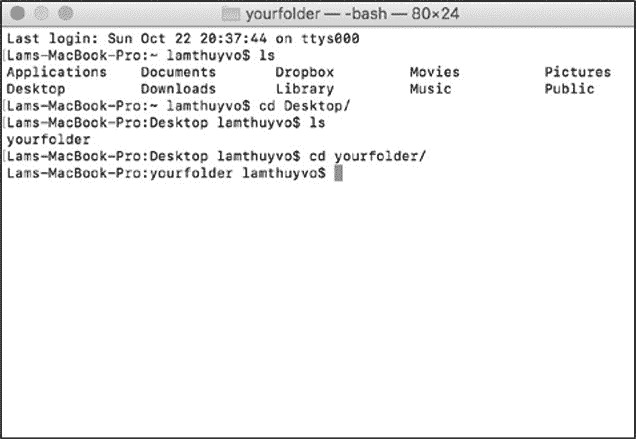 yourfolder — -bash — 80×24
Last login: Sun Oct 22 20:37:44 on ttys000
[Lams-MacBook-Pro:~ lamthuyvo$ ls
Applications Documents Dropbox Movies Pictures
Desktop Downloads Library Music Public
[Lams-MacBook-Pro:~ lamthuyvo$ cd Desktop/
[Lams-MacBook-Pro:Desktop lamthuyvo$ ls
yourfolder
[Lams-MacBook-Pro:Desktop lamthuyvo$ cd yourfolder/
Lams-MacBook-Pro:yourfolder lamthuyvo$